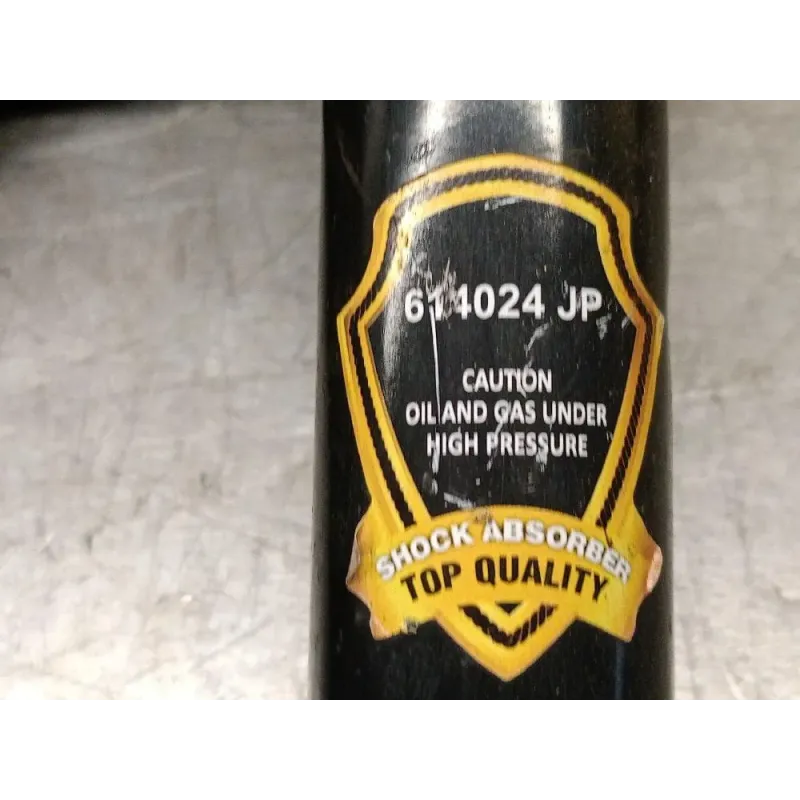 614024 JP
CAUTION
OIL AND GAS UNDER
HIGH PRESSURE
SHOCK ABSORBER
TOP QUALITY